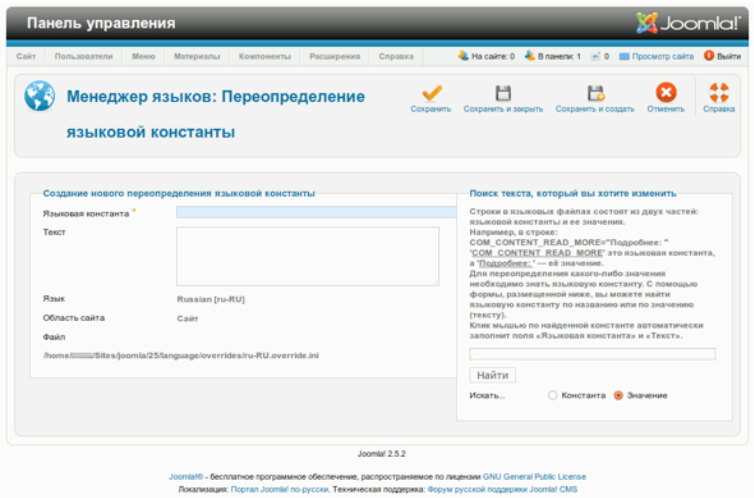 Панель управления
Joomla!
Сайт Пользователи Меню Материалы Компоненты Расширения Справка На сайте: 0 В панели: 1 0 Просмотр сайта Выйти
Менеджер языков: Переопределение
языковой константы
Сохранить Сохранить и закрыть Сохранить и создать Отменить Справка
Создание нового переопределения языковой константы
Языковая константа *
Текст
Язык Russian [ru-RU]
Область сайта Сайт
Файл
/home/ /Sites/joomla/25/language/overrides/ru-RU.override.ini
Поиск текста, который вы хотите изменить
Строки в языковых файлах состоят из двух частей:
языковой константы и ее значения.
Например, в строке:
COM_CONTENT_READ_MORE="Подробнее: "
'COM_CONTENT_READ_MORE' это языковая константа,
а 'Подробнее: ' — её значение.
Для переопределения какого-либо значения
необходимо знать языковую константу. С помощью
формы, размещенной ниже, вы можете найти
языковую константу по названию или по значению
(тексту).
Клик мышью по найденной константе автоматически
заполнит поля «Языковая константа» и «Текст».
Найти
Искать... Константа Значение
Joomla! 2.5.2
Joomla!® - бесплатное программное обеспечение, распространяемое по лицензии GNU General Public License
Локализация: Портал Joomla! по-русски. Техническая поддержка: Форум русской поддержки Joomla! CMS